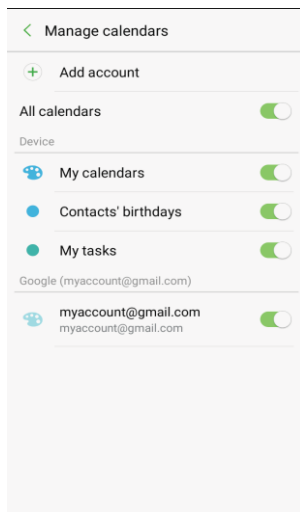 Manage calendars
Add account
All calendars
Device
My calendars
Contacts' birthdays
My tasks
Google (myaccount@gmail.com)
myaccount@gmail.com
myaccount@gmail.com